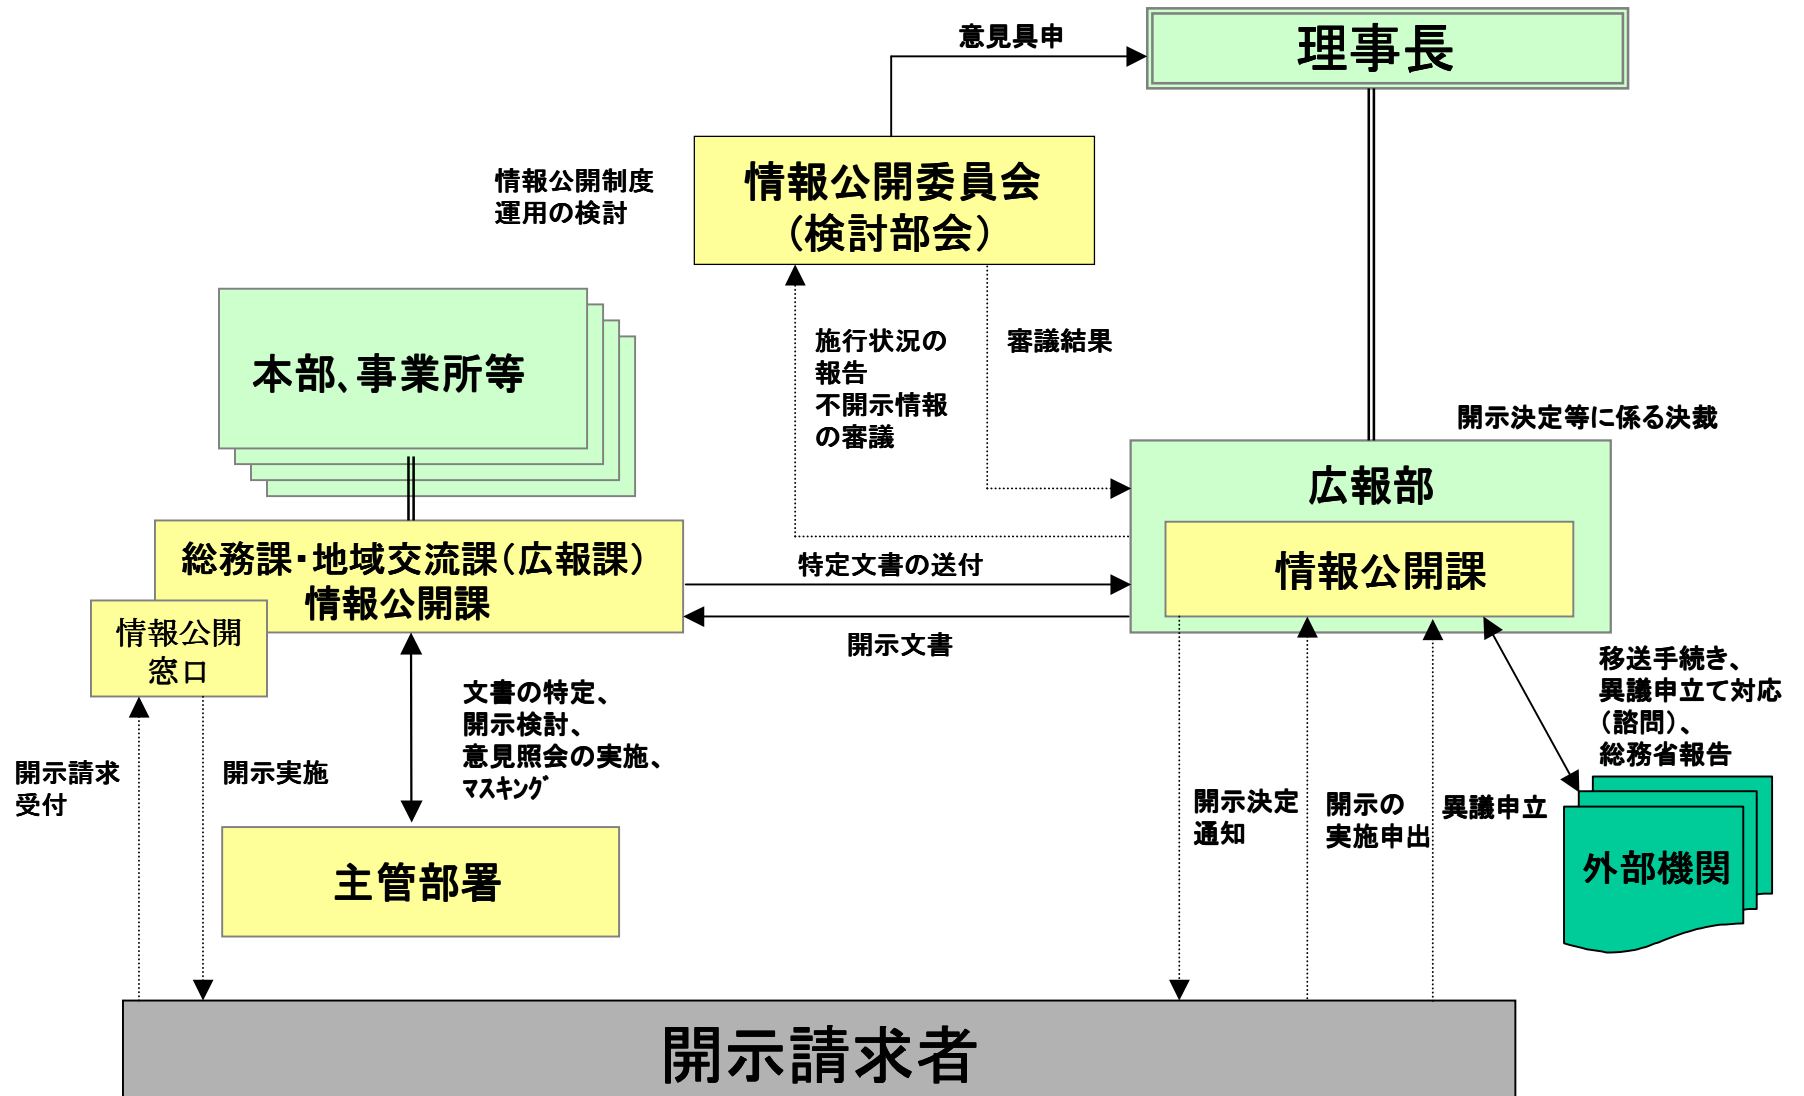 意見具申
理事長
情報公開制度
運用の検討
情報公開委員会
（検討部会）
本部、事業所等
施行状況の
報告
不開示情報
の審議
審議結果
開示決定等に係る決裁
広報部
情報公開課
総務課・地域交流課（広報課）
情報公開課
情報公開
窓口
特定文書の送付
開示文書
文書の特定、
開示検討、
意見照会の実施、
ﾏｽｷﾝｸﾞ
移送手続き、
異議申立て対応
（諮問）、
総務省報告
開示請求
受付
開示実施
主管部署
開示決定
通知
開示の
実施申出
異議申立
外部機関
開示請求者